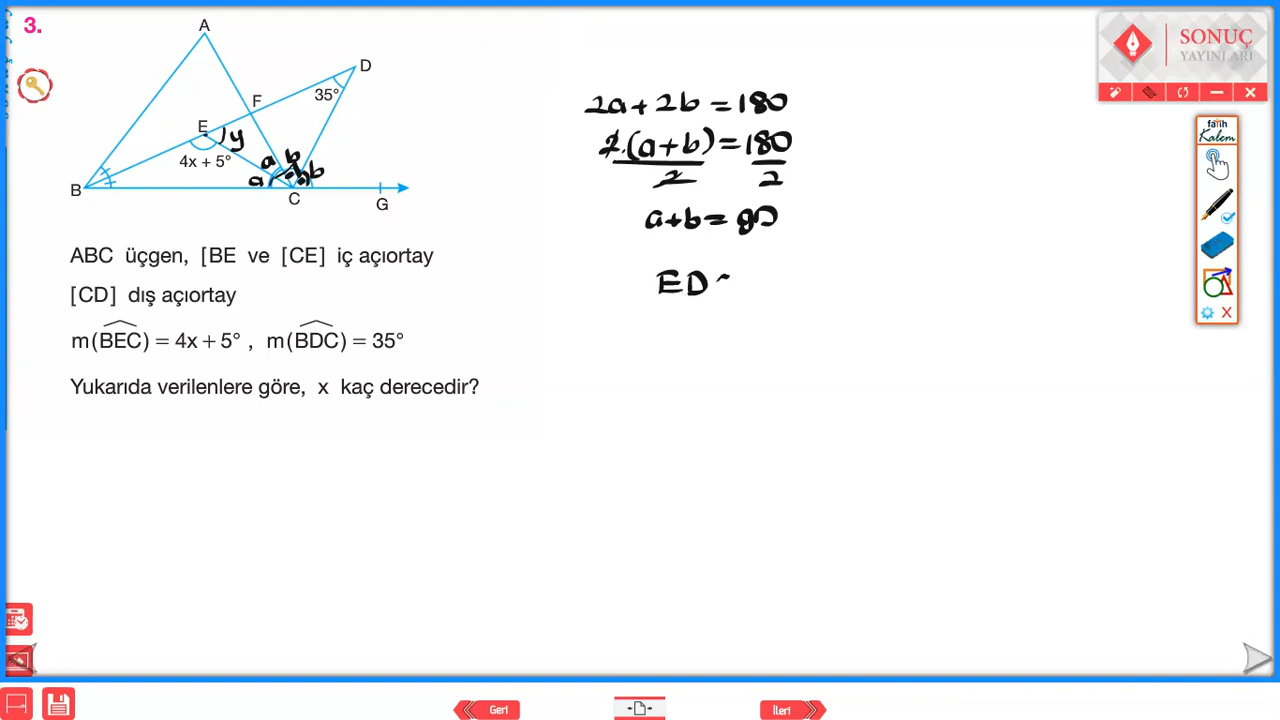 3.
A
D
F
35°
E
y
4x + 5°
a
b
a
b
B
C
G
ABC üçgen, [BE ve [CE] iç açıortay
[CD] dış açıortay
m(BEC) = 4x + 5° , m(BDC) = 35°
Yukarıda verilenlere göre, x kaç derecedir?
2a + 2b = 180
2.(a+b) = 180
2 2
a+b = 90
ED
SONUÇ
YAYINLARI
fatih
Kalem
Geri
İleri